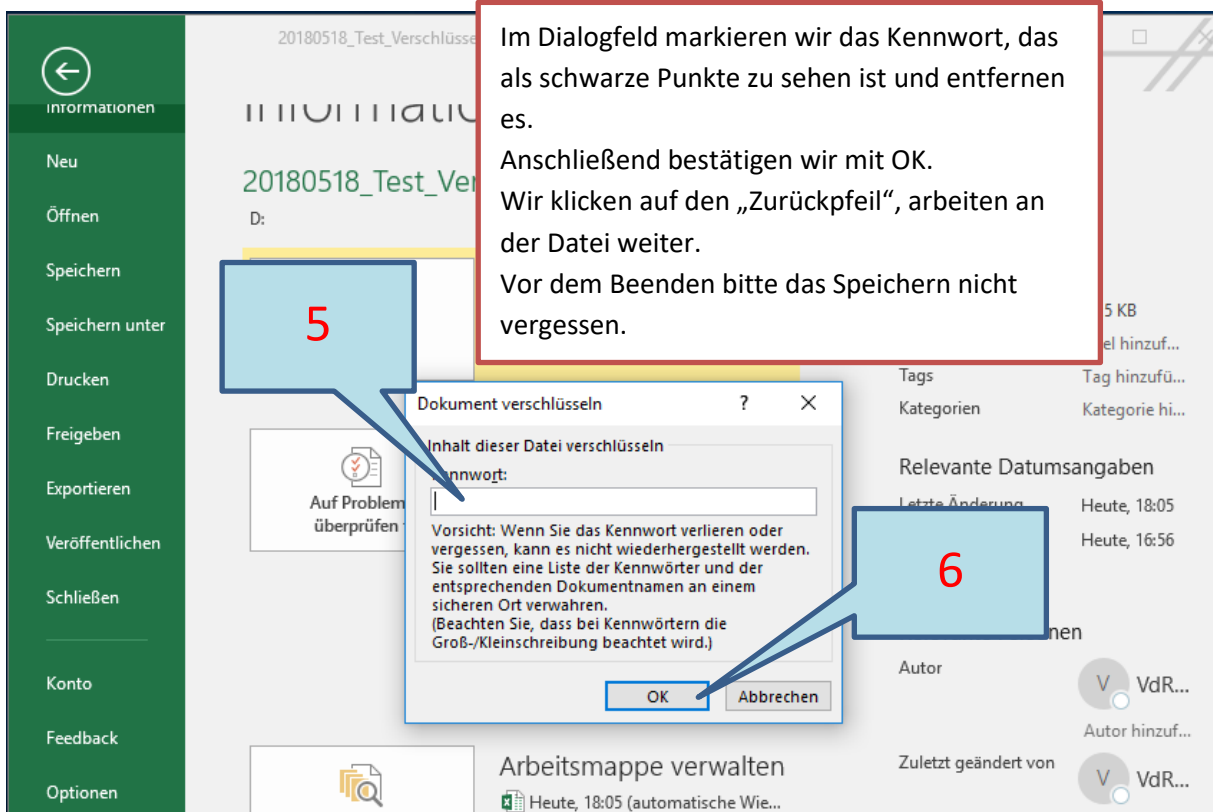 20180518_Test_Verschlüsse
Im Dialogfeld markieren wir das Kennwort, das
als schwarze Punkte zu sehen ist und entfernen
es.
Anschließend bestätigen wir mit OK.
Wir klicken auf den „Zurückpfeil“, arbeiten an
der Datei weiter.
Vor dem Beenden bitte das Speichern nicht
vergessen.
Informationen
Neu
Öffnen
Speichern
Speichern unter
Drucken
Freigeben
Exportieren
Veröffentlichen
Schließen
Konto
Feedback
Optionen
20180518_Test_Ver
D:
5
Auf Problem
überprüfen
Dokument verschlüsseln ? ×
Inhalt dieser Datei verschlüsseln
ennwort:
Vorsicht: Wenn Sie das Kennwort verlieren oder
vergessen, kann es nicht wiederhergestellt werden.
Sie sollten eine Liste der Kennwörter und der
entsprechenden Dokumentnamen an einem
sicheren Ort verwahren.
(Beachten Sie, dass bei Kennwörtern die
Groß-/Kleinschreibung beachtet wird.)
OK Abbrechen
6
Arbeitsmappe verwalten
Heute, 18:05 (automatische Wie...
5 KB
el hinzuf...
Tags Tag hinzufü...
Kategorien Kategorie hi...
Relevante Datumsangaben
Letzte Änderung Heute, 18:05
Heute, 16:56
nen
Autor V VdR...
Autor hinzuf...
Zuletzt geändert von V VdR...